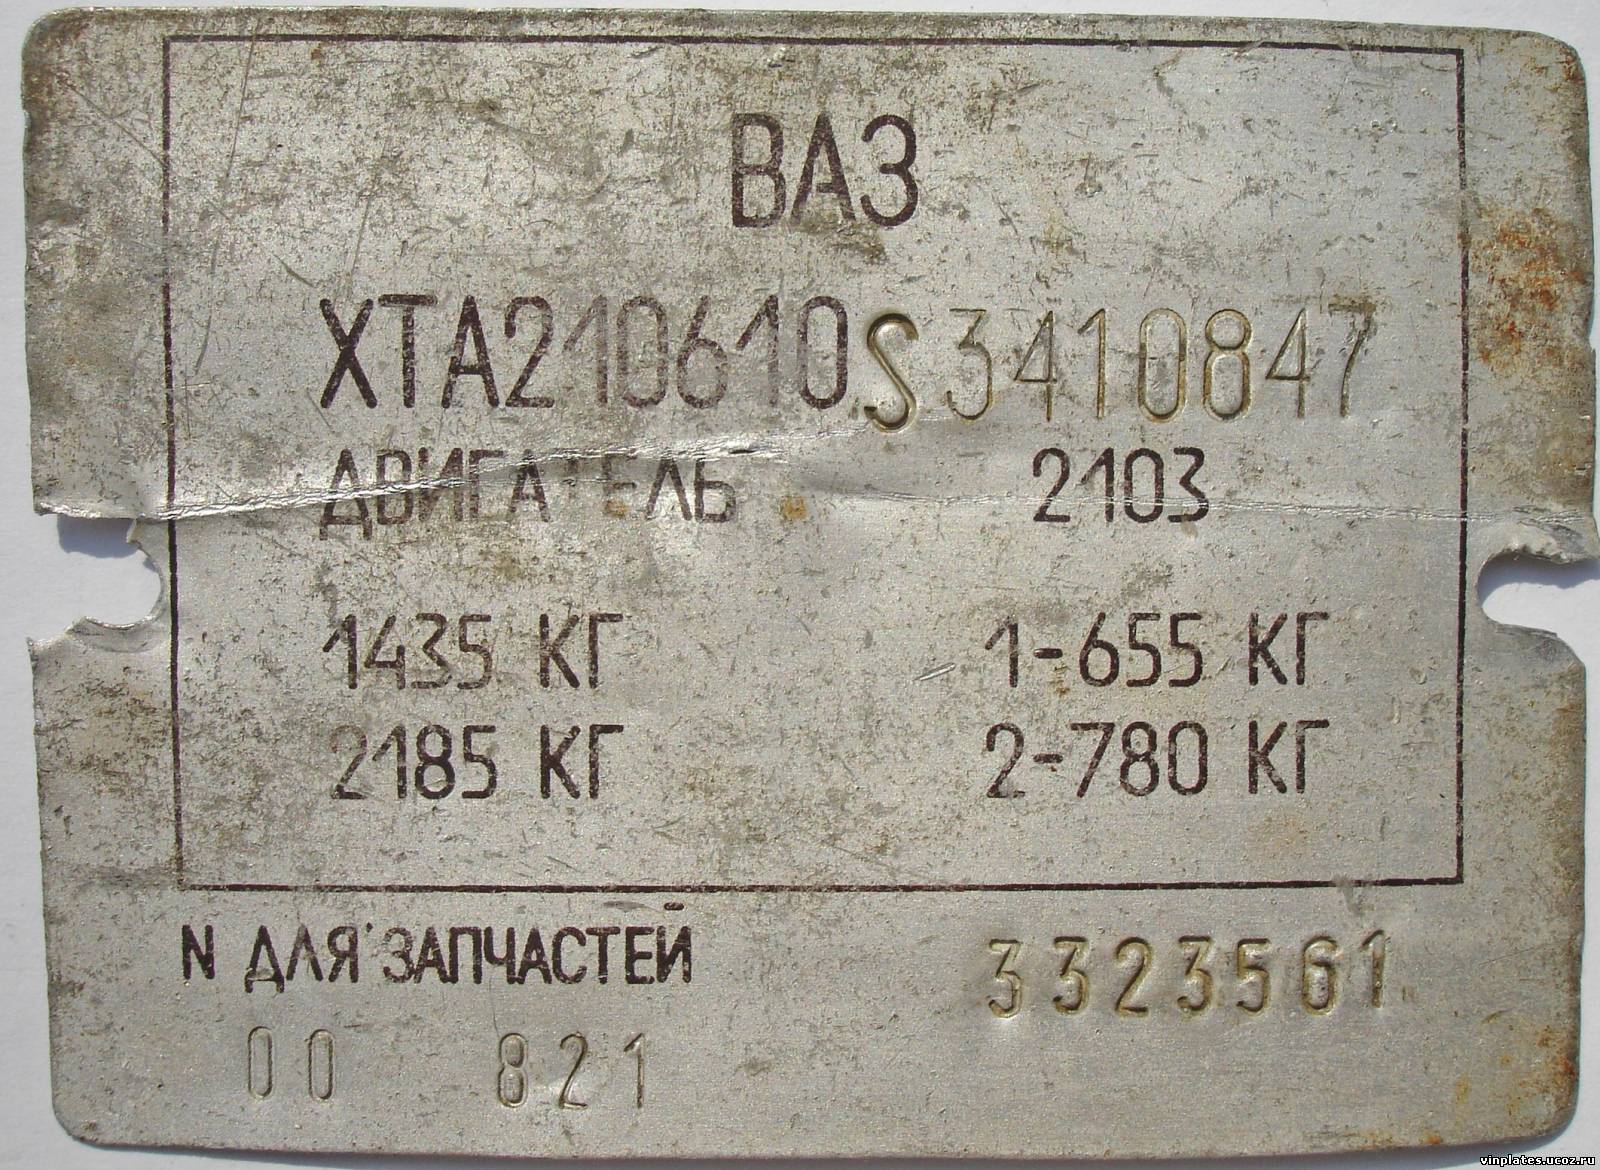 ВАЗ
ХТА210610S3410847
ДВИГАТЕЛЬ 2103
1435 КГ 1-655 КГ
2185 КГ 2-780 КГ
N ДЛЯ ЗАПЧАСТЕЙ 3323561
00 821
vinplates.ucoz.ru